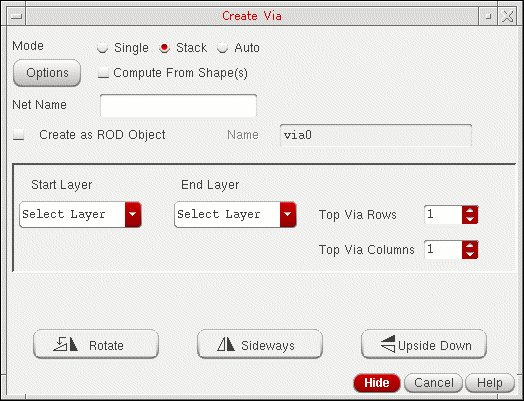 Create Via
Mode Single Stack Auto
Options Compute From Shape(s)
Net Name
Create as ROD Object Name via0
Start Layer End Layer
Select Layer Select Layer Top Via Rows 1
Top Via Columns 1
Rotate Sideways Upside Down
Hide Cancel Help